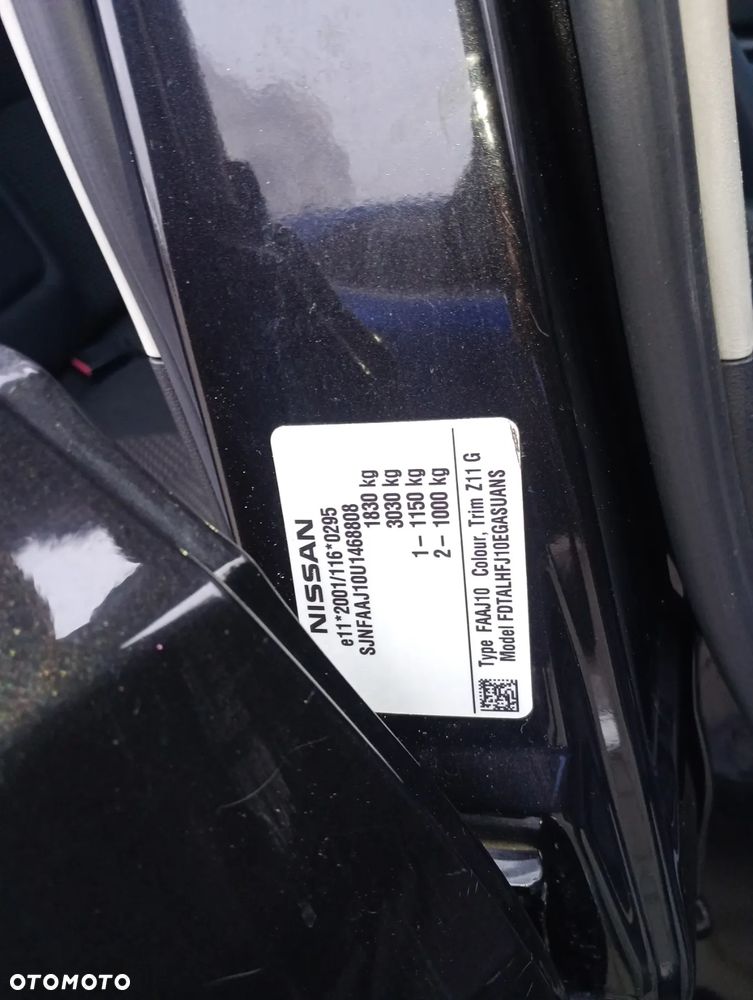 NISSAN
e11*2001/116*0295
SJNFAAJ10U1468808
1830 kg
3030 kg
1 – 1150 kg
2 – 1000 kg
Type FAAJ10 Colour, Trim Z11 G
Model FDTALHFJ10EGASUANS
OTOMOTO